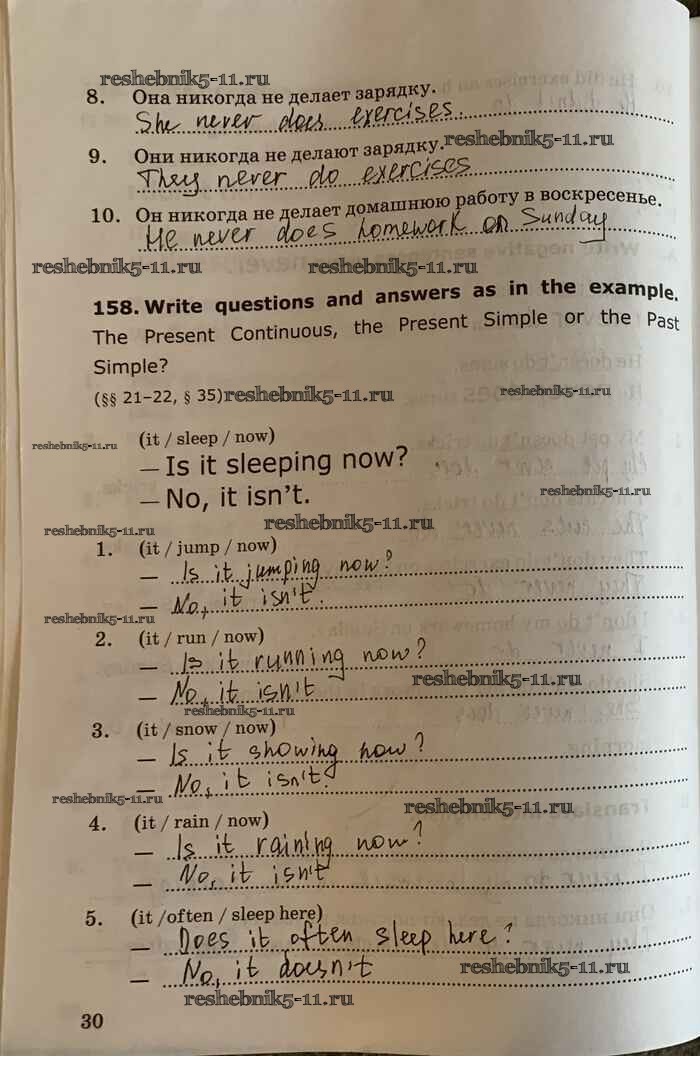 reshebnik5-11.ru
8. Она никогда не делает зарядку.
She never does exercises.
reshebnik5-11.ru
9. Они никогда не делают зарядку.
They never do exercises
10. Он никогда не делает домашнюю работу в воскресенье.
He never does homework on Sunday
reshebnik5-11.ru reshebnik5-11.ru
158. Write questions and answers as in the example.
The Present Continuous, the Present Simple or the Past
Simple?
(§§ 21–22, § 35) reshebnik5-11.ru reshebnik5-11.ru
reshebnik5-11.ru (it / sleep / now)
— Is it sleeping now?
— No, it isn't.
reshebnik5-11.ru
reshebnik5-11.ru
reshebnik5-11.ru
1. (it / jump / now)
— Is it jumping now?
— No, it isn't.
reshebnik5-11.ru
2. (it / run / now)
— Is it running now?
reshebnik5-11.ru
— No, it isn't
reshebnik5-11.ru
3. (it / snow / now)
— Is it showing now?
— No, it isn't.
reshebnik5-11.ru reshebnik5-11.ru
4. (it / rain / now)
— Is it raining now?
— No, it isn't
5. (it /often / sleep here)
— Does it often sleep here?
— No, it doesn't
reshebnik5-11.ru
reshebnik5-11.ru
30